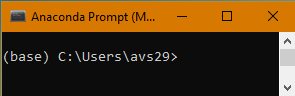 Anaconda Prompt (M...
(base) C:\Users\avs29>